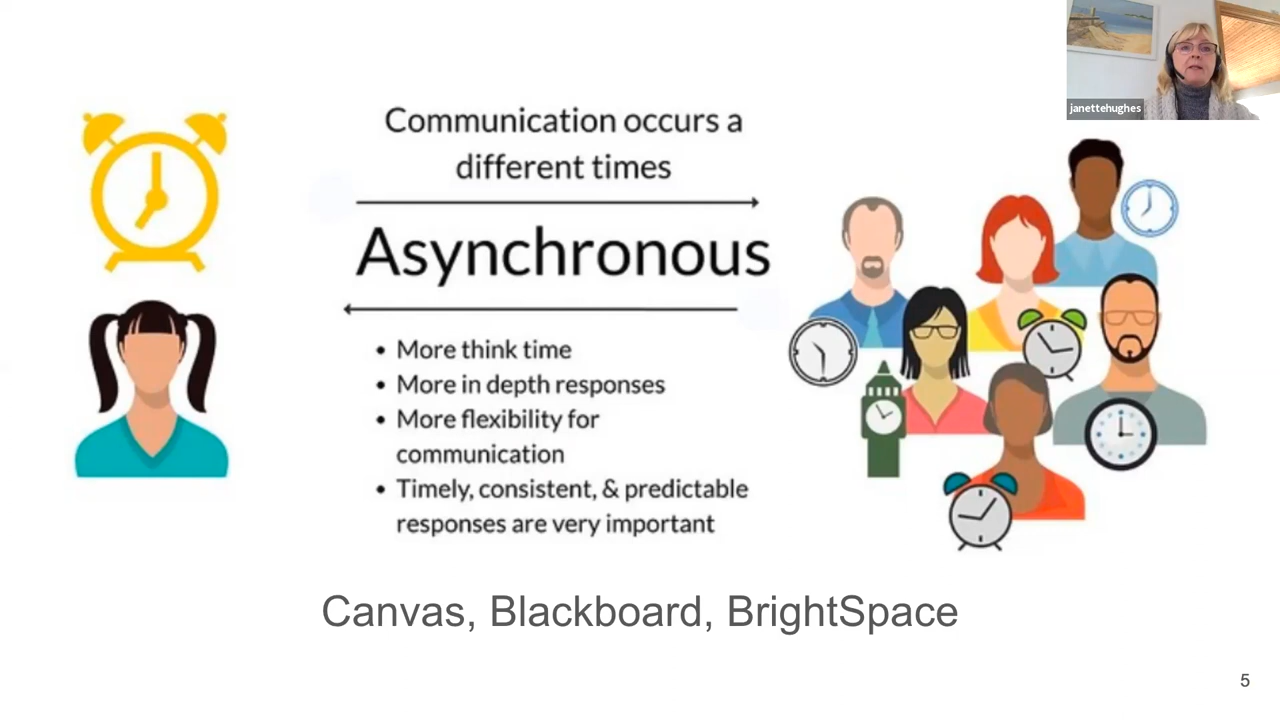 janettehughes
Communication occurs a
different times
Asynchronous
• More think time
• More in depth responses
• More flexibility for
communication
• Timely, consistent, & predictable
responses are very important
Canvas, Blackboard, BrightSpace
5